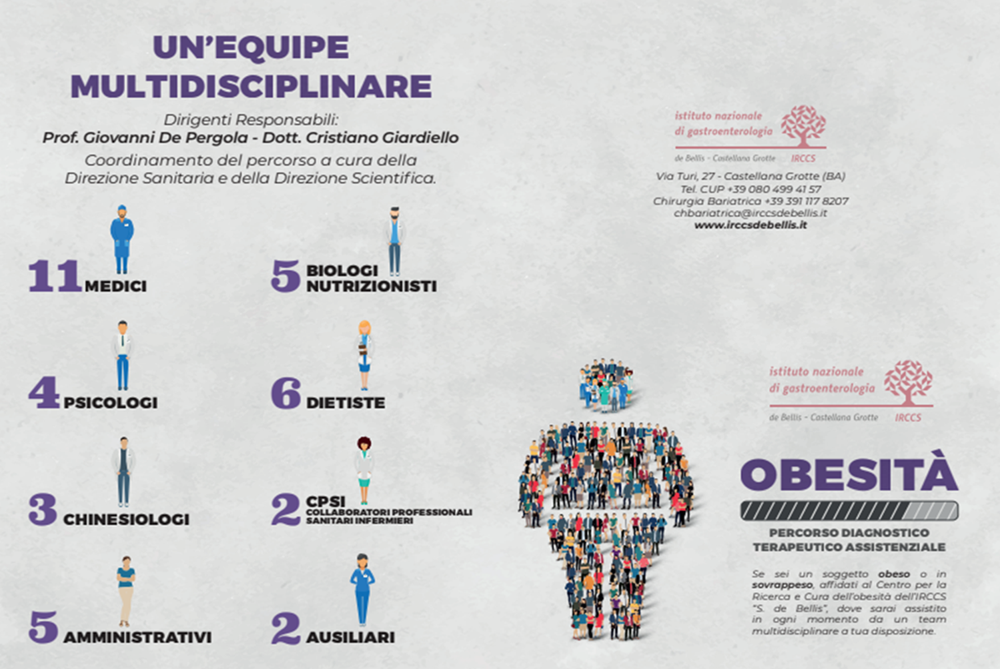 UN'EQUIPE
MULTIDISCIPLINARE
Dirigenti Responsabili:
Prof. Giovanni De Pergola - Dott. Cristiano Giardiello
Coordinamento del percorso a cura della
Direzione Sanitaria e della Direzione Scientifica.
11 MEDICI
5 BIOLOGI
NUTRIZIONISTI
4 PSICOLOGI
6 DIETISTE
3 CHINESIOLOGI
2 CPSI
COLLABORATORI PROFESSIONALI
SANITARI INFERMIERI
5 AMMINISTRATIVI
2 AUSILIARI
istituto nazionale
di gastroenterologia
de Bellis - Castellana Grotte IRCCS
Via Turi, 27 - Castellana Grotte (BA)
Tel. CUP +39 080 499 41 57
Chirurgia Bariatrica +39 391 117 8207
chbariatrica@irccsdebellis.it
www.irccsdebellis.it
istituto nazionale
di gastroenterologia
de Bellis - Castellana Grotte IRCCS
OBESITÀ
PERCORSO DIAGNOSTICO
TERAPEUTICO ASSISTENZIALE
Se sei un soggetto obeso o in
sovrappeso, affidati al Centro per la
Ricerca e Cura dell'obesità dell'IRCCS
"S. de Bellis", dove sarai assistito
in ogni momento da un team
multidisciplinare a tua disposizione.